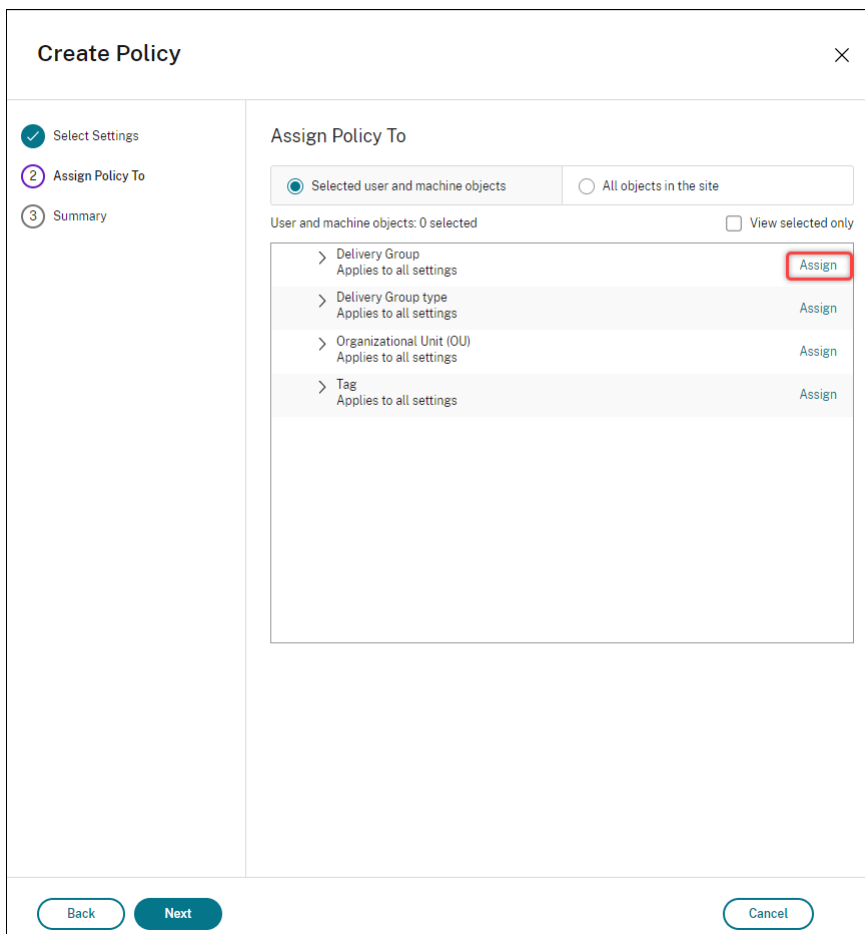 Create Policy
Select Settings
2 Assign Policy To
3 Summary
Assign Policy To
Selected user and machine objects
All objects in the site
User and machine objects: 0 selected
View selected only
Delivery Group
Applies to all settings
Assign
Delivery Group type
Applies to all settings
Assign
Organizational Unit (OU)
Applies to all settings
Assign
Tag
Applies to all settings
Assign
Back
Next
Cancel